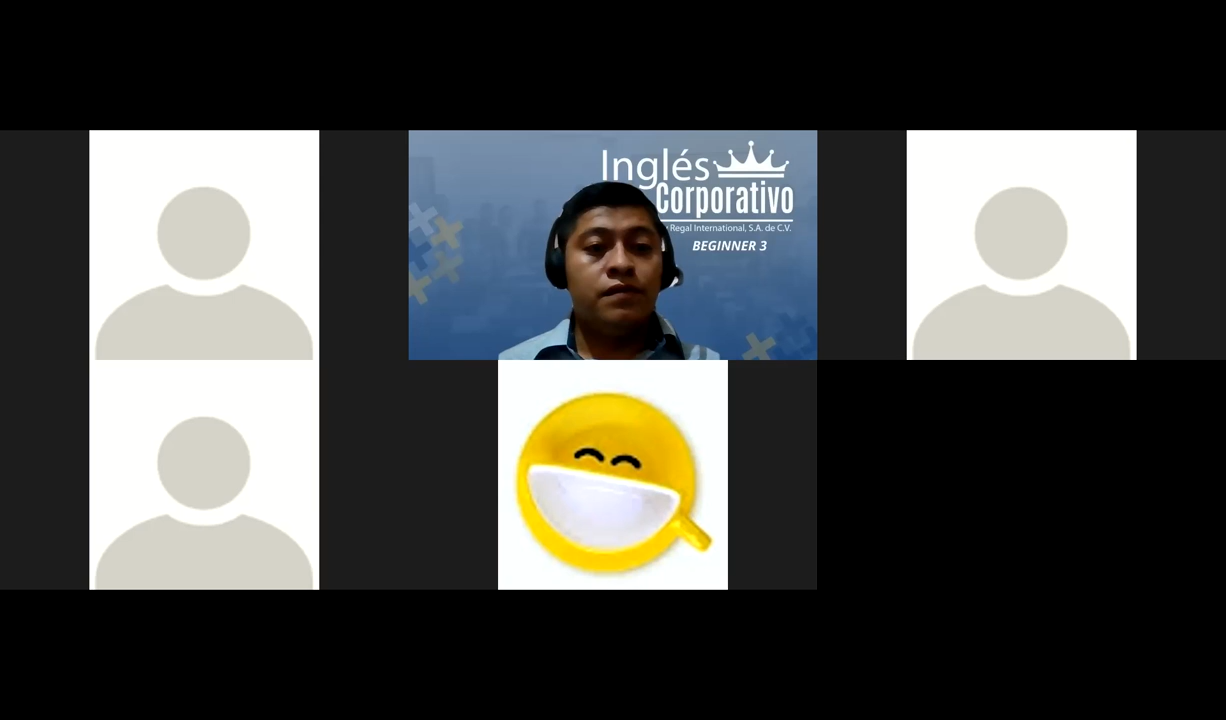 Inglés
Corporativo
Regal International, S.A. de C.V.
BEGINNER 3